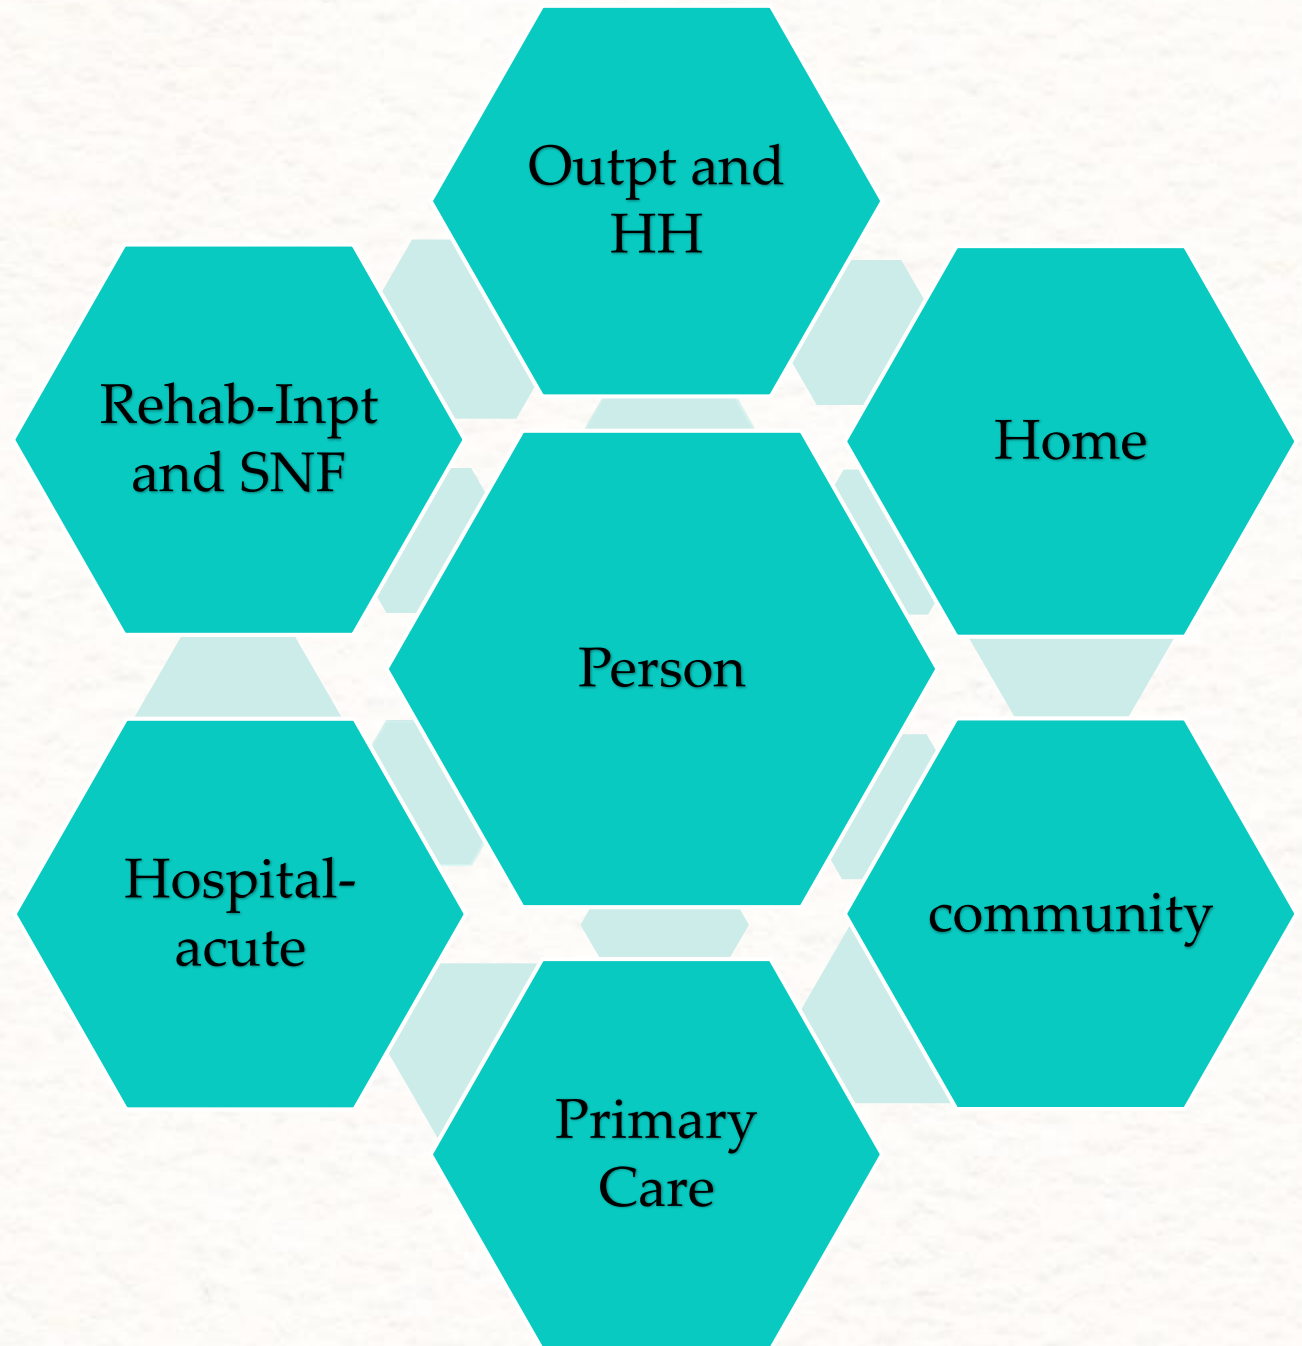 Outpt and
HH
Rehab-Inpt
and SNF
Home
Person
Hospital-
acute
community
Primary
Care